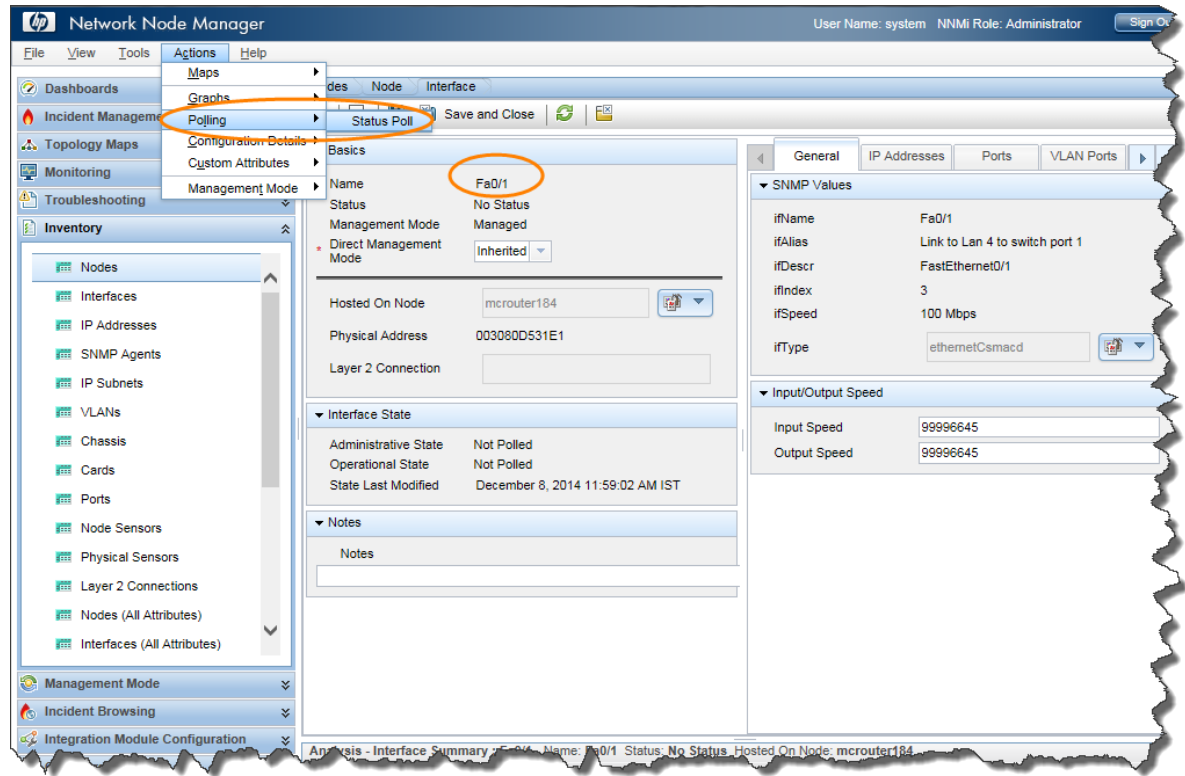 hp Network Node Manager
User Name: system NNMi Role: Administrator
File View Tools Actions Help
Maps
Graphs
Polling
Status Poll
Configuration Details
Custom Attributes
Management Mode
Node Interface
Save and Close
Dashboards
Incident
Topology Maps
Monitoring
Troubleshooting
Inventory
Nodes
Interfaces
IP Addresses
SNMP Agents
IP Subnets
VLANs
Chassis
Cards
Ports
Node Sensors
Physical Sensors
Layer 2 Connections
Nodes (All Attributes)
Interfaces (All Attributes)
Management Mode
Incident Browsing
Integration Module Configuration
Basics
Name Fa0/1
Status No Status
Management Mode Managed
* Direct Management
Mode
Inherited
Hosted On Node mcrouter184
Physical Address 003080D531E1
Layer 2 Connection
Interface State
Administrative State Not Polled
Operational State Not Polled
State Last Modified December 8, 2014 11:59:02 AM IST
Notes
Notes
General IP Addresses Ports VLAN Ports
SNMP Values
ifName Fa0/1
ifAlias Link to Lan 4 to switch port 1
ifDescr FastEthernet0/1
ifIndex 3
ifSpeed 100 Mbps
ifType ethernetCsmacd
Input/Output Speed
Input Speed 99996645
Output Speed 99996645
Analysis - Interface Summary Name: Fa0/1 Status: No Status Hosted On Node: mcrouter184